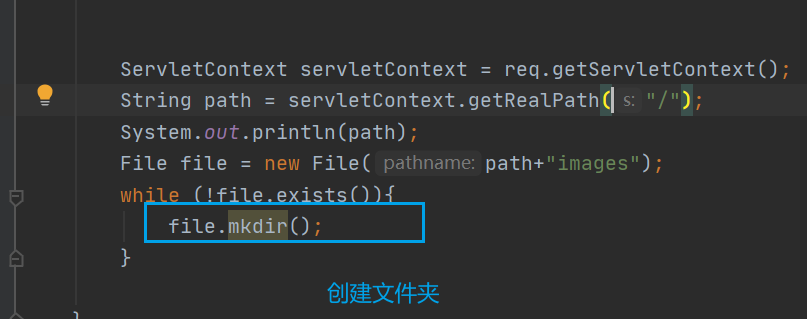 ServletContext servletContext = req.getServletContext();
String path = servletContext.getRealPath( s: "/");
System.out.println(path);
File file = new File( pathname: path+"images");
while (!file.exists()){
file.mkdir();
}
创建文件夹
}